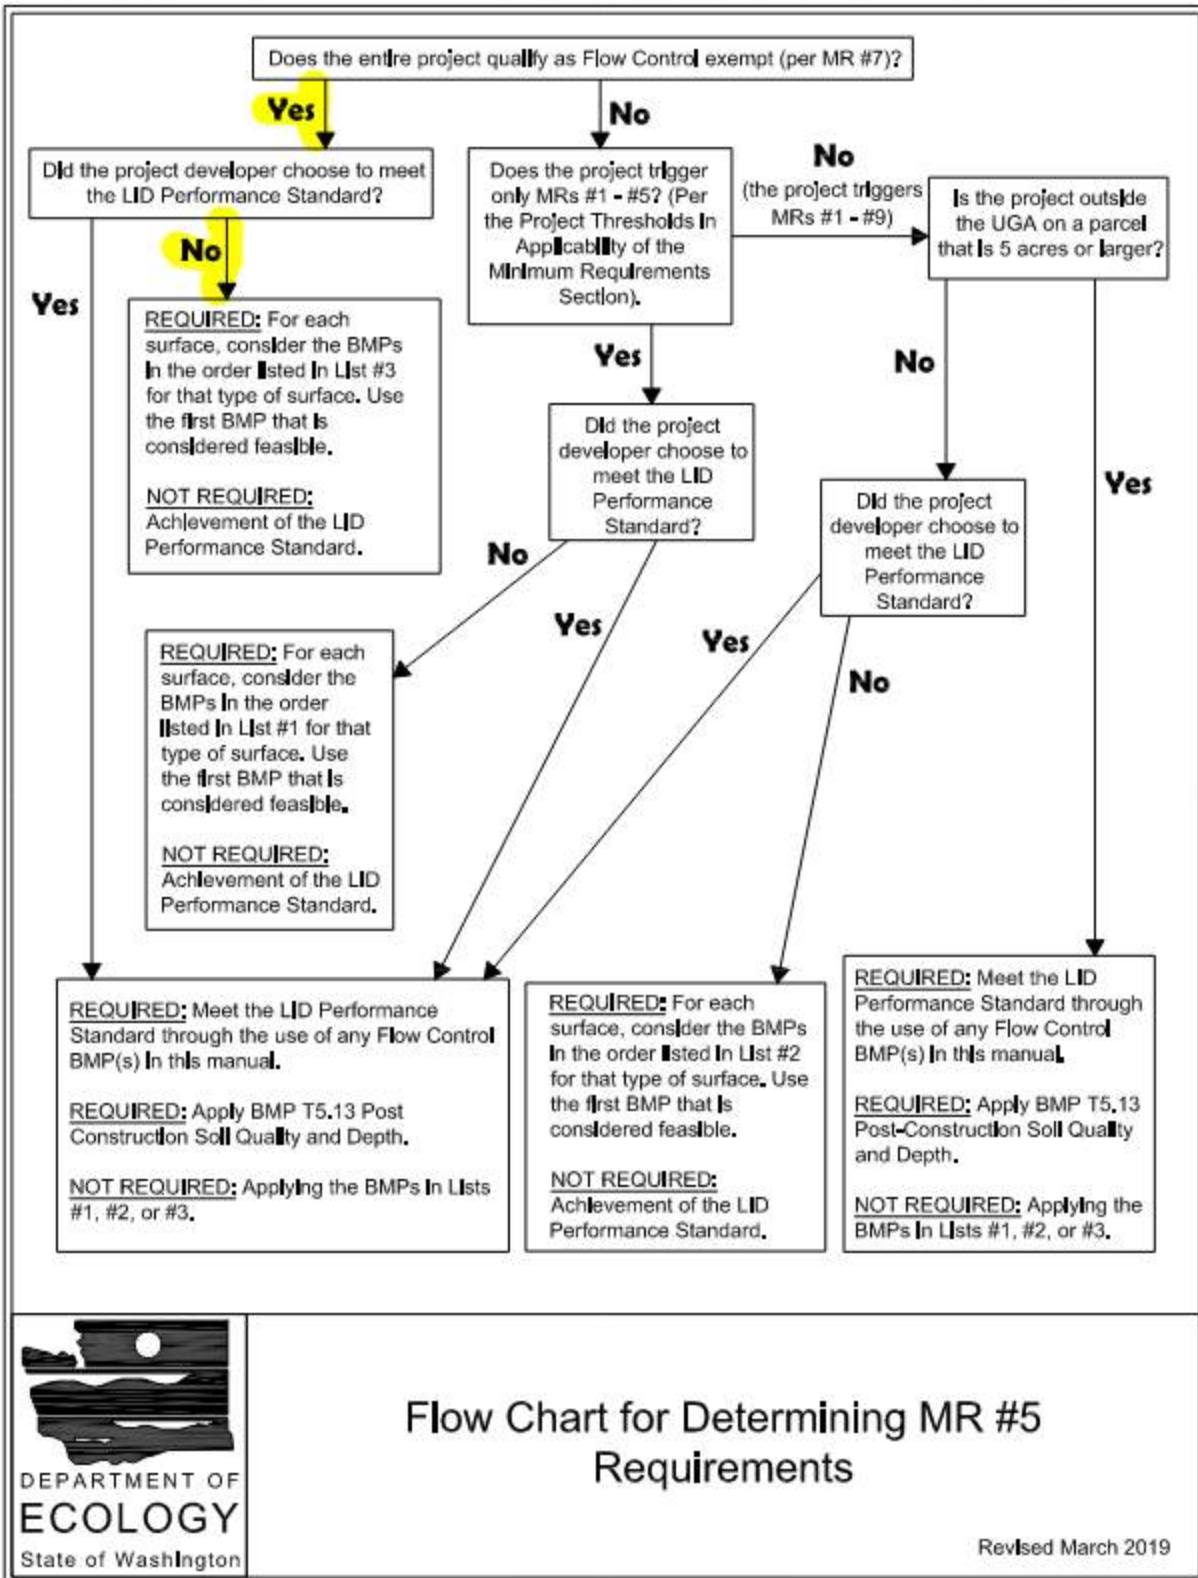 Does the entire project qualify as Flow Control exempt (per MR #7)?
Yes
No
Did the project developer choose to meet
the LID Performance Standard?
Does the project trigger
only MRs #1 - #5? (Per
the Project Thresholds in
Applicability of the
Minimum Requirements
Section).
No
(the project triggers
MRs #1 - #9)
Is the project outside
the UGA on a parcel
that is 5 acres or larger?
No
Yes
REQUIRED: For each
surface, consider the BMPs
in the order listed in List #3
for that type of surface. Use
the first BMP that is
considered feasible.
NOT REQUIRED:
Achievement of the LID
Performance Standard.
Yes
No
Yes
Did the project
developer choose to
meet the LID
Performance
Standard?
Did the project
developer choose to
meet the LID
Performance
Standard?
No
Yes
Yes
No
REQUIRED: For each
surface, consider the
BMPs in the order
listed in List #1 for that
type of surface. Use
the first BMP that is
considered feasible.
NOT REQUIRED:
Achievement of the LID
Performance Standard.
REQUIRED: Meet the LID Performance
Standard through the use of any Flow Control
BMP(s) in this manual.
REQUIRED: Apply BMP T5.13 Post
Construction Soil Quality and Depth.
NOT REQUIRED: Applying the BMPs in Lists
#1, #2, or #3.
REQUIRED: For each
surface, consider the BMPs
in the order listed in List #2
for that type of surface. Use
the first BMP that is
considered feasible.
NOT REQUIRED:
Achievement of the LID
Performance Standard.
REQUIRED: Meet the LID
Performance Standard through
the use of any Flow Control
BMP(s) in this manual.
REQUIRED: Apply BMP T5.13
Post-Construction Soil Quality
and Depth.
NOT REQUIRED: Applying the
BMPs in Lists #1, #2, or #3.
DEPARTMENT OF
ECOLOGY
State of Washington
Flow Chart for Determining MR #5
Requirements
Revised March 2019